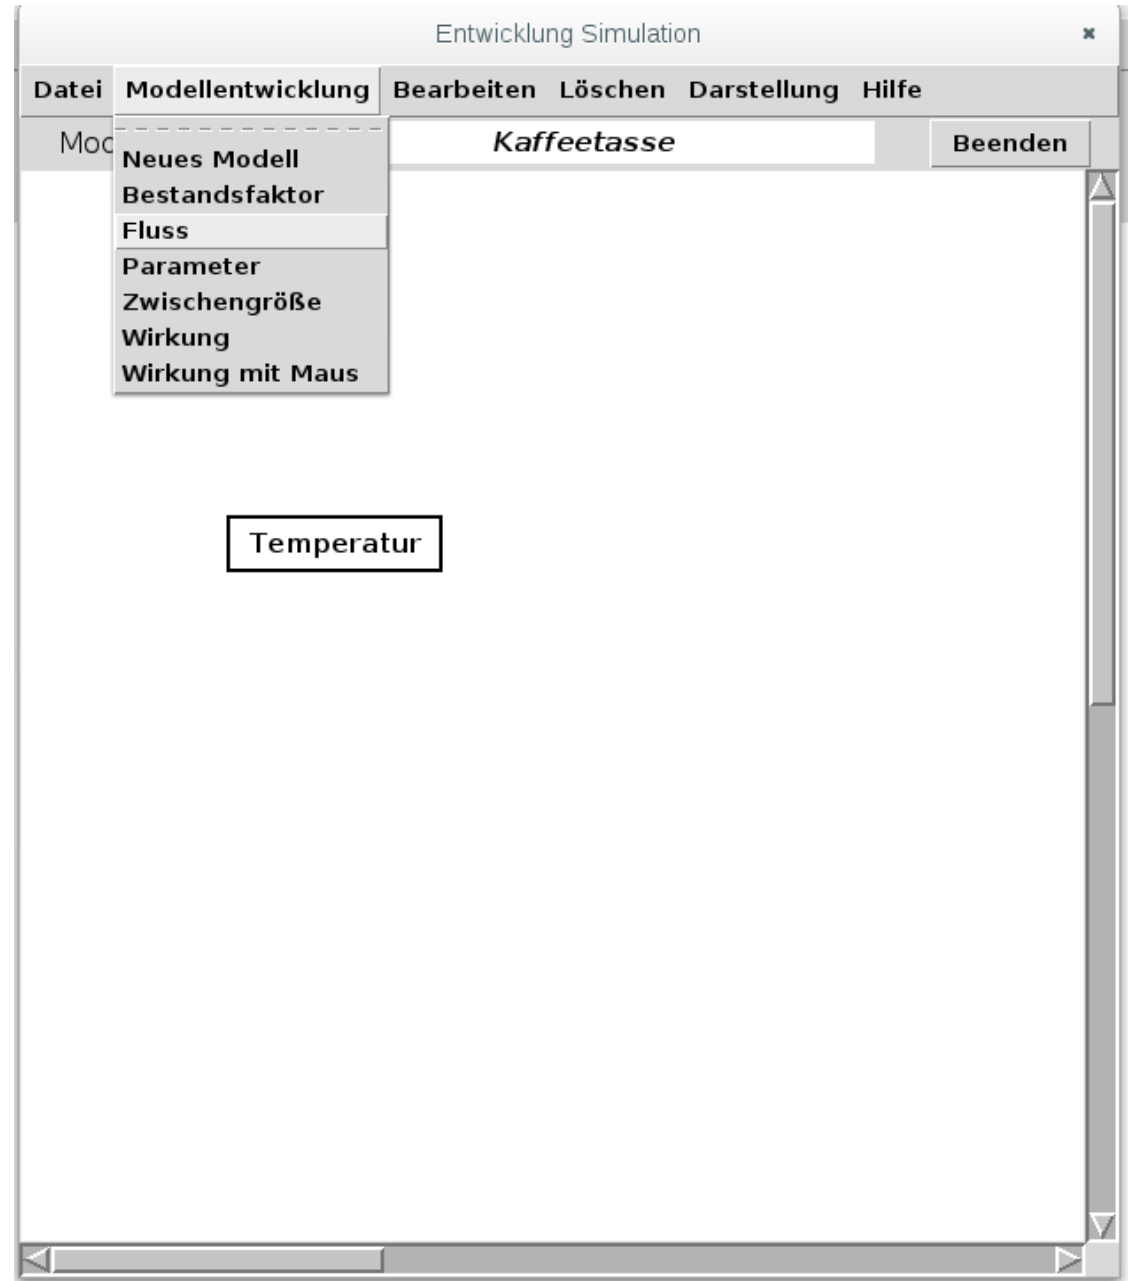 Entwicklung Simulation
Datei Modellentwicklung Bearbeiten Löschen Darstellung Hilfe
Kaffeetasse Beenden
Neues Modell
Bestandsfaktor
Fluss
Parameter
Zwischengröße
Wirkung
Wirkung mit Maus
Temperatur